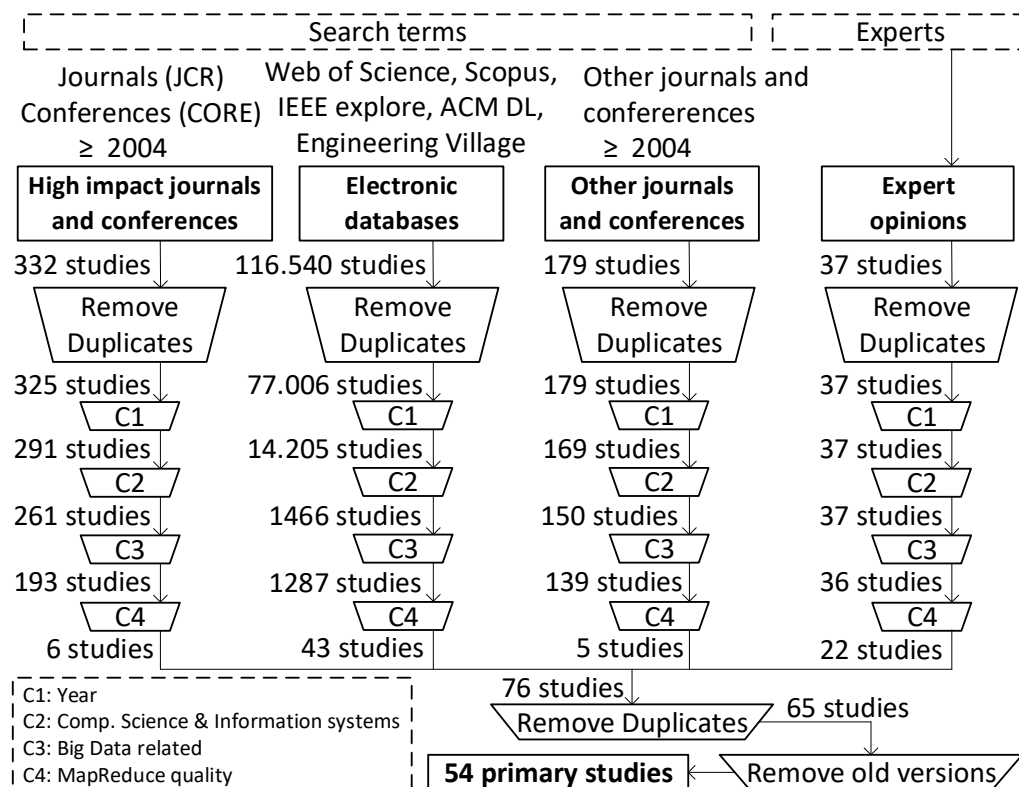 Search terms
Experts
Journals (JCR)
Conferences (CORE)
≥ 2004
Web of Science, Scopus,
IEEE explore, ACM DL,
Engineering Village
Other journals and
confererences
≥ 2004
High impact journals
and conferences
Electronic
databases
Other journals
and conferences
Expert
opinions
332 studies
116.540 studies
179 studies
37 studies
Remove
Duplicates
Remove
Duplicates
Remove
Duplicates
Remove
Duplicates
325 studies
77.006 studies
179 studies
37 studies
C1
C1
C1
C1
291 studies
14.205 studies
169 studies
37 studies
C2
C2
C2
C2
261 studies
1466 studies
150 studies
37 studies
C3
C3
C3
C3
193 studies
1287 studies
139 studies
36 studies
C4
C4
C4
C4
6 studies
43 studies
5 studies
22 studies
C1: Year
C2: Comp. Science & Information systems
C3: Big Data related
C4: MapReduce quality
76 studies
Remove Duplicates
65 studies
Remove old versions
54 primary studies